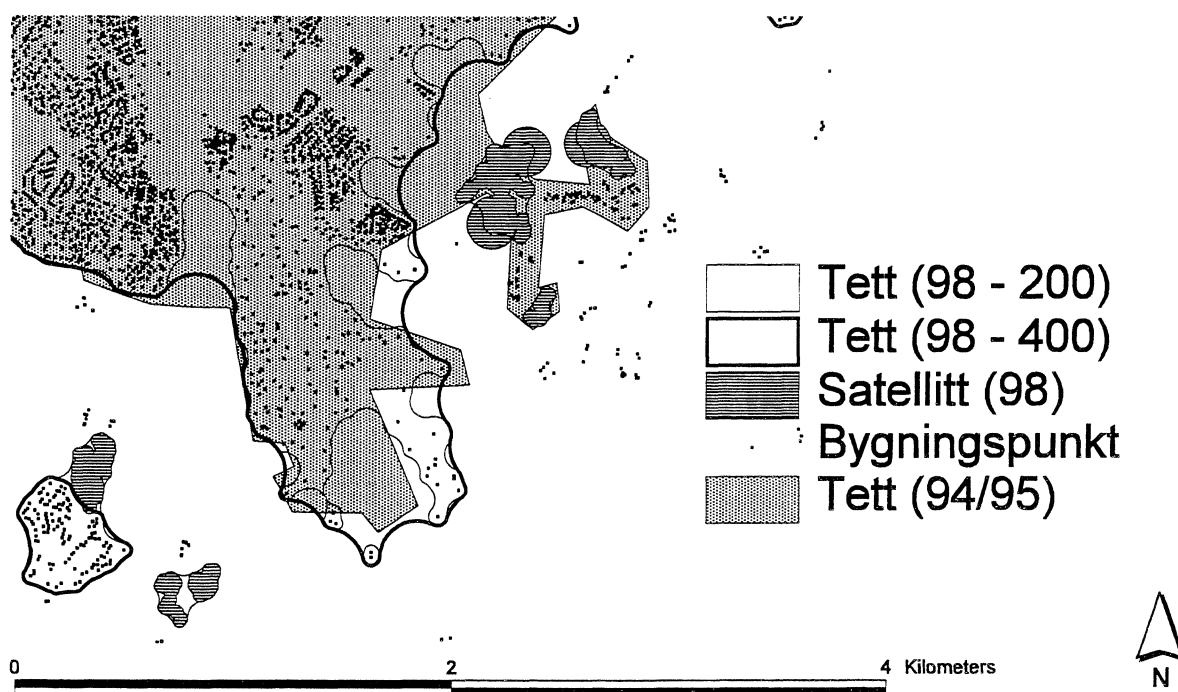 Tett (98 - 200)
Tett (98 - 400)
Satellitt (98)
Bygningspunkt
Tett (94/95)
0 2 4 Kilometers
N